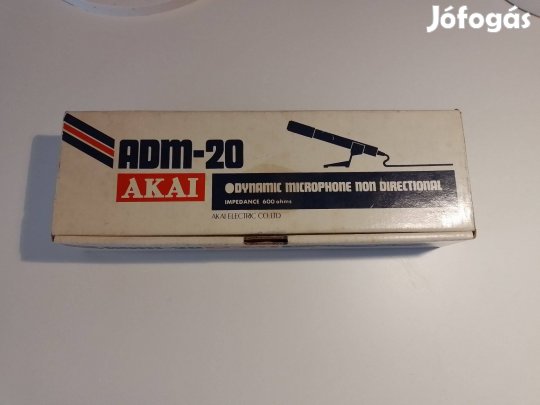 Jófogás
ADM-20
AKAI
●DYNAMIC MICROPHONE NON DIRECTIONAL
IMPEDANCE 600 ohms
AKAI ELECTRIC CO.LTD